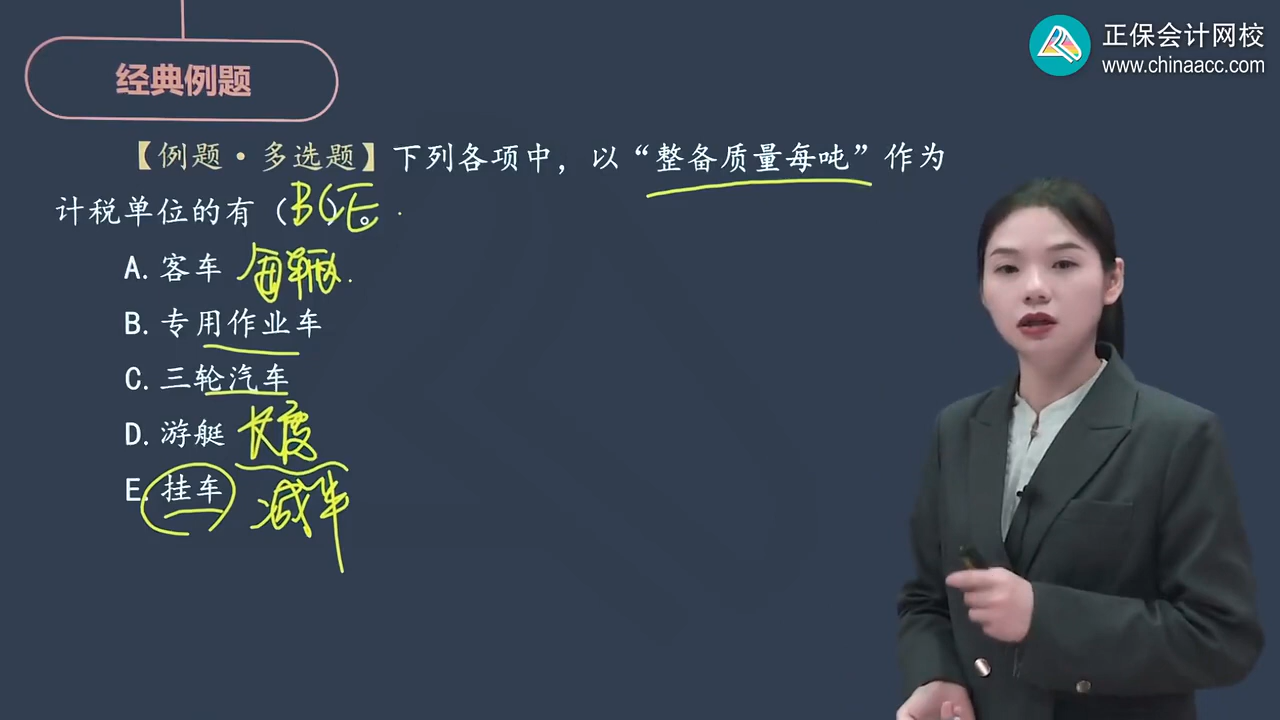 正保会计网校
www.chinaacc.com
经典例题
【例题·多选题】下列各项中，以“整备质量每吨”作为
计税单位的有（BCE）。
A. 客车 每辆
B. 专用作业车
C. 三轮汽车
D. 游艇 长度
E. 挂车 减半